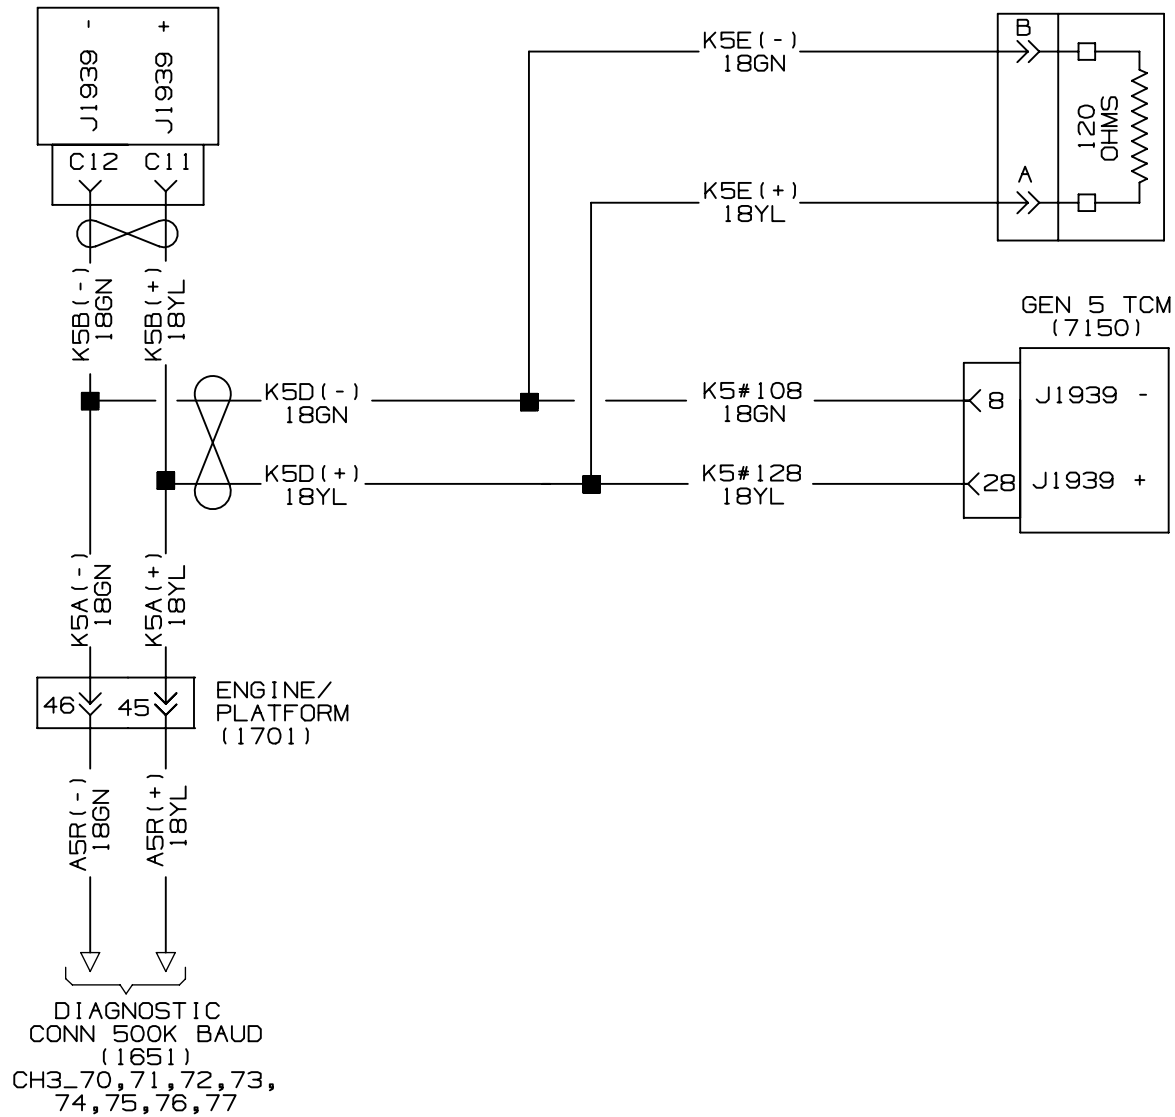 J1939 -
J1939 +
C12
C11
K5B(-)
18GN
K5B(+)
18YL
K5E(-)
18GN
K5E(+)
18YL
B
A
120
OHMS
GEN 5 TCM
(7150)
K5D(-)
18GN
K5#108
18GN
8
J1939 -
K5D(+)
18YL
K5#128
18YL
28
J1939 +
K5A(-)
18GN
K5A(+)
18YL
46
45
ENGINE/
PLATFORM
(1701)
A5R(-)
18GN
A5R(+)
18YL
DIAGNOSTIC
CONN 500K BAUD
(1651)
CH3_70,71,72,73,
74,75,76,77